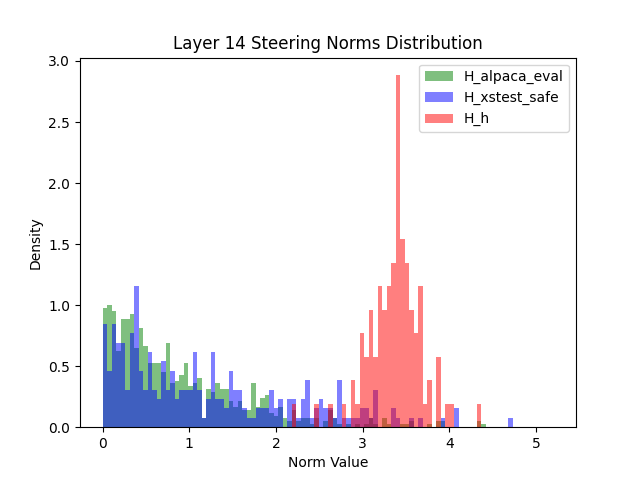 Layer 14 Steering Norms Distribution
H_alpaca_eval
H_xstest_safe
H_h
3.0
2.5
2.0
1.5
1.0
0.5
0.0
Density
0 1 2 3 4 5
Norm Value